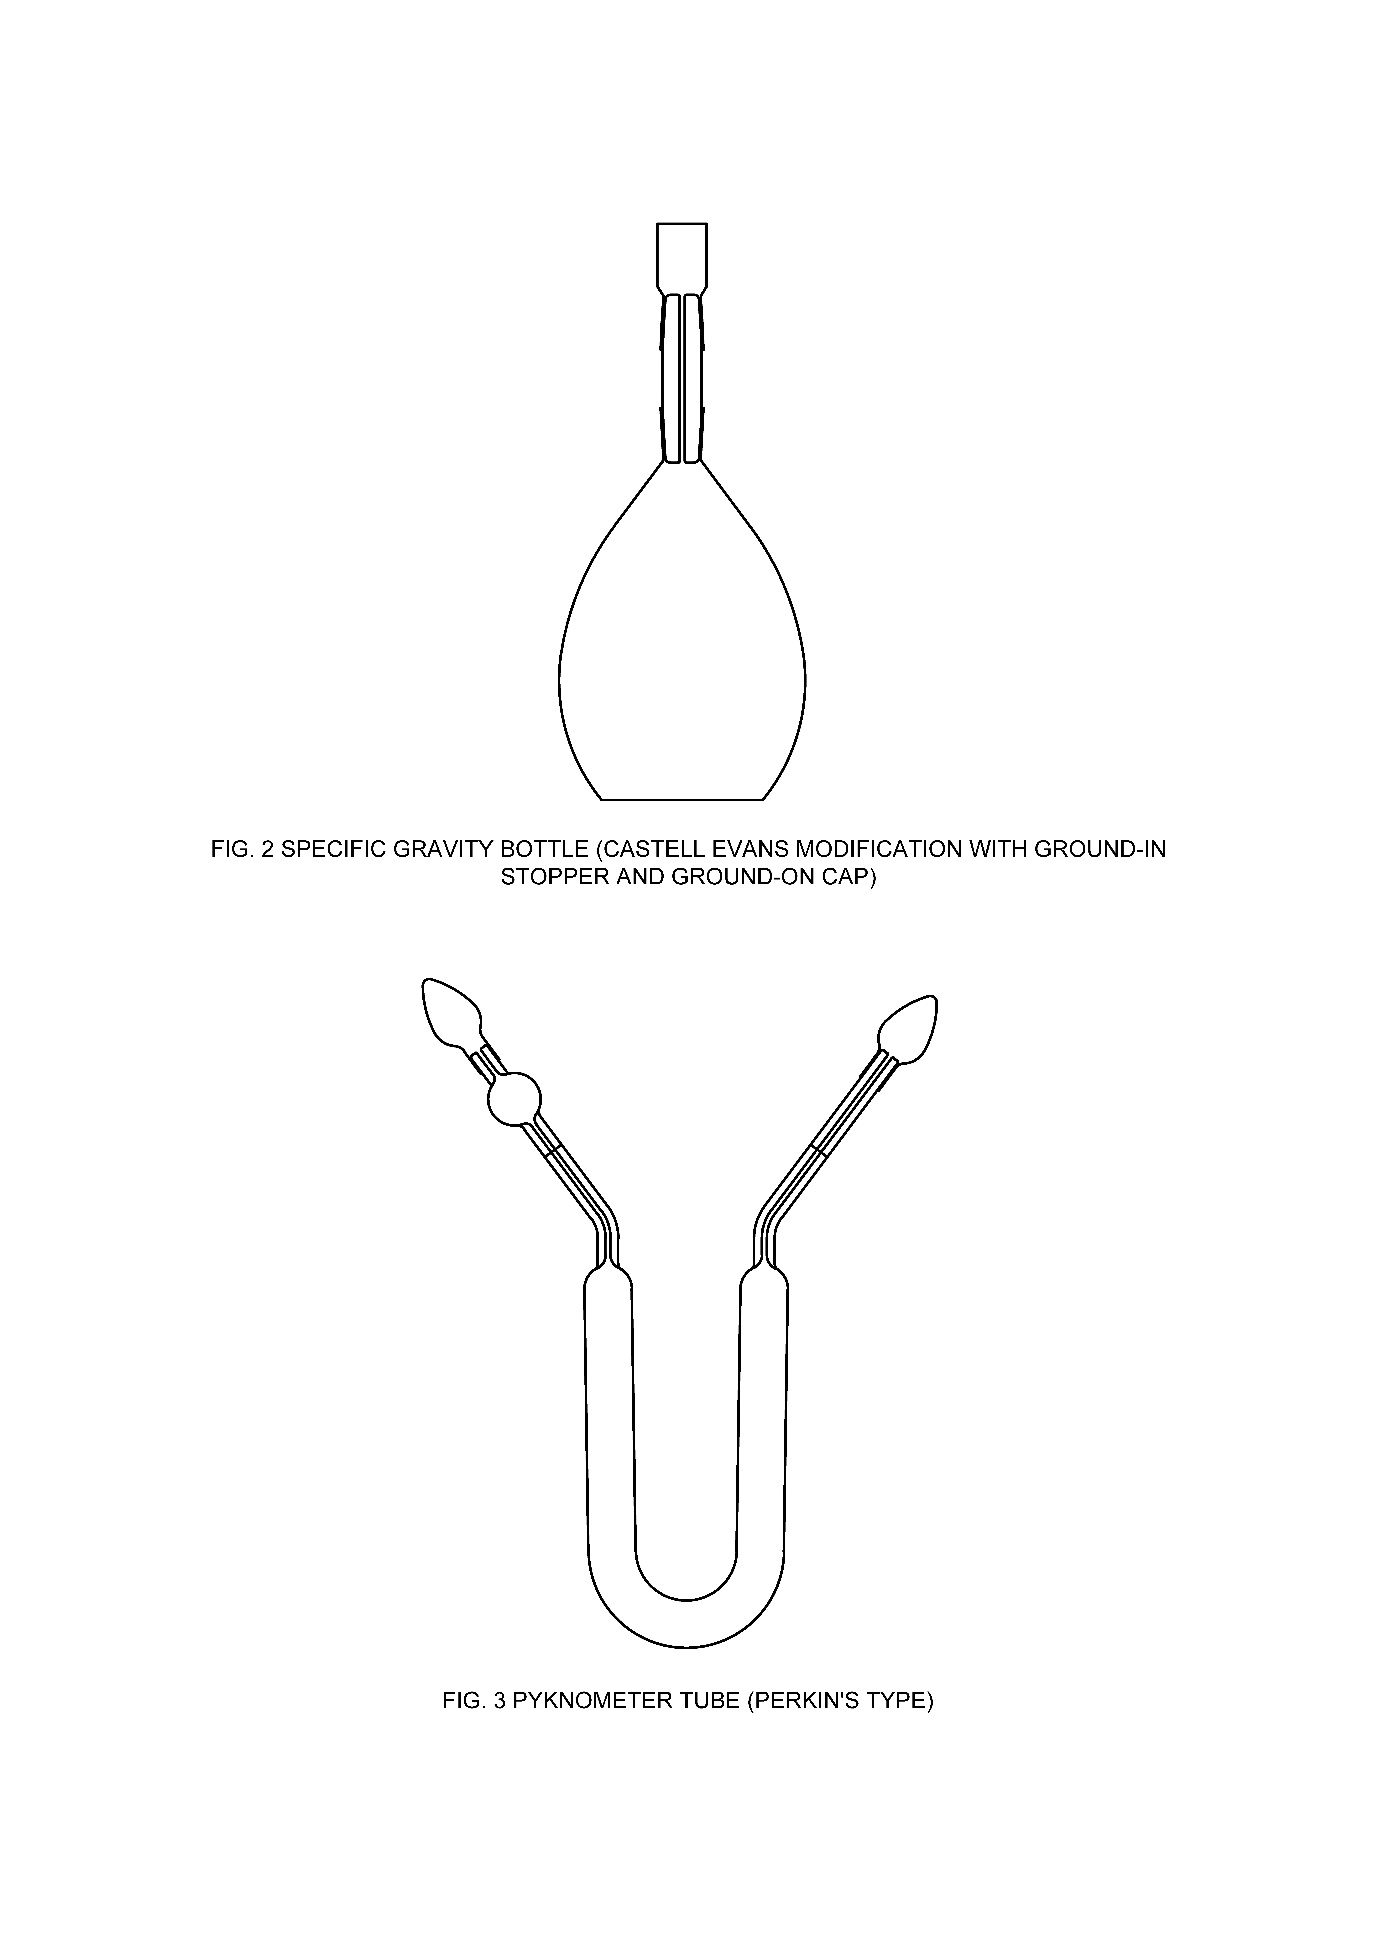 FIG. 2 SPECIFIC GRAVITY BOTTLE (CASTELL EVANS MODIFICATION WITH GROUND-IN
STOPPER AND GROUND-ON CAP)
FIG. 3 PYKNOMETER TUBE (PERKIN'S TYPE)